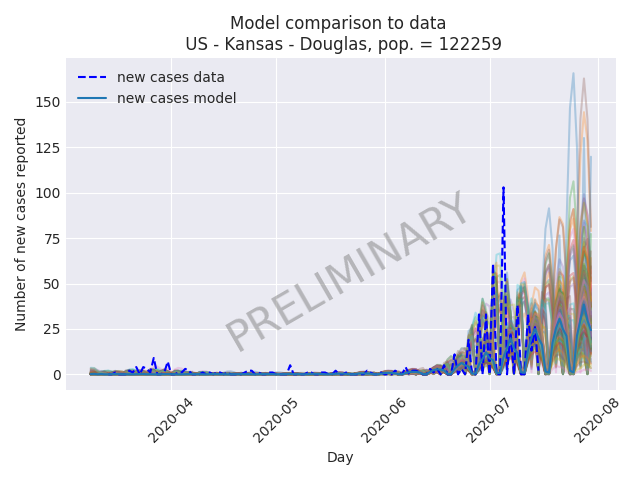 Model comparison to data
US - Kansas - Douglas, pop. = 122259
new cases data
new cases model
PRELIMINARY
Number of new cases reported
150
125
100
75
50
25
0
2020-04
2020-05
2020-06
2020-07
2020-08
Day